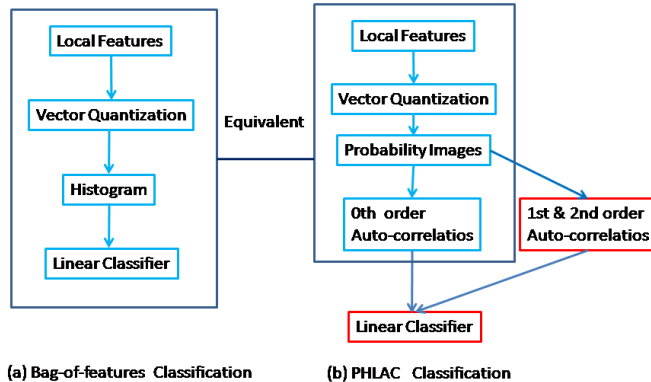 Local Features
Vector Quantization
Histogram
Linear Classifier
Equivalent
Local Features
Vector Quantization
Probability Images
0th order
Auto-correlatios
1st & 2nd order
Auto-correlatios
Linear Classifier
(a) Bag-of-features Classification
(b) PHLAC Classification